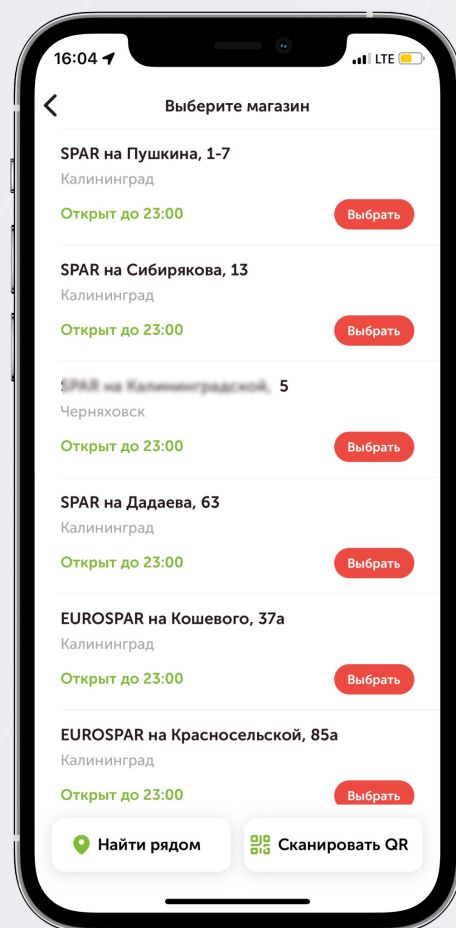 16:04
LTE
Выберите магазин
SPAR на Пушкина, 1-7
Калининград
Открыт до 23:00
Выбрать
SPAR на Сибирякова, 13
Калининград
Открыт до 23:00
Выбрать
SPAR на Калининградской, 5
Черняховск
Открыт до 23:00
Выбрать
SPAR на Дадаева, 63
Калининград
Открыт до 23:00
Выбрать
EUROSPAR на Кошевого, 37а
Калининград
Открыт до 23:00
Выбрать
EUROSPAR на Красносельской, 85а
Калининград
Открыт до 23:00
Выбрать
Найти рядом
Сканировать QR